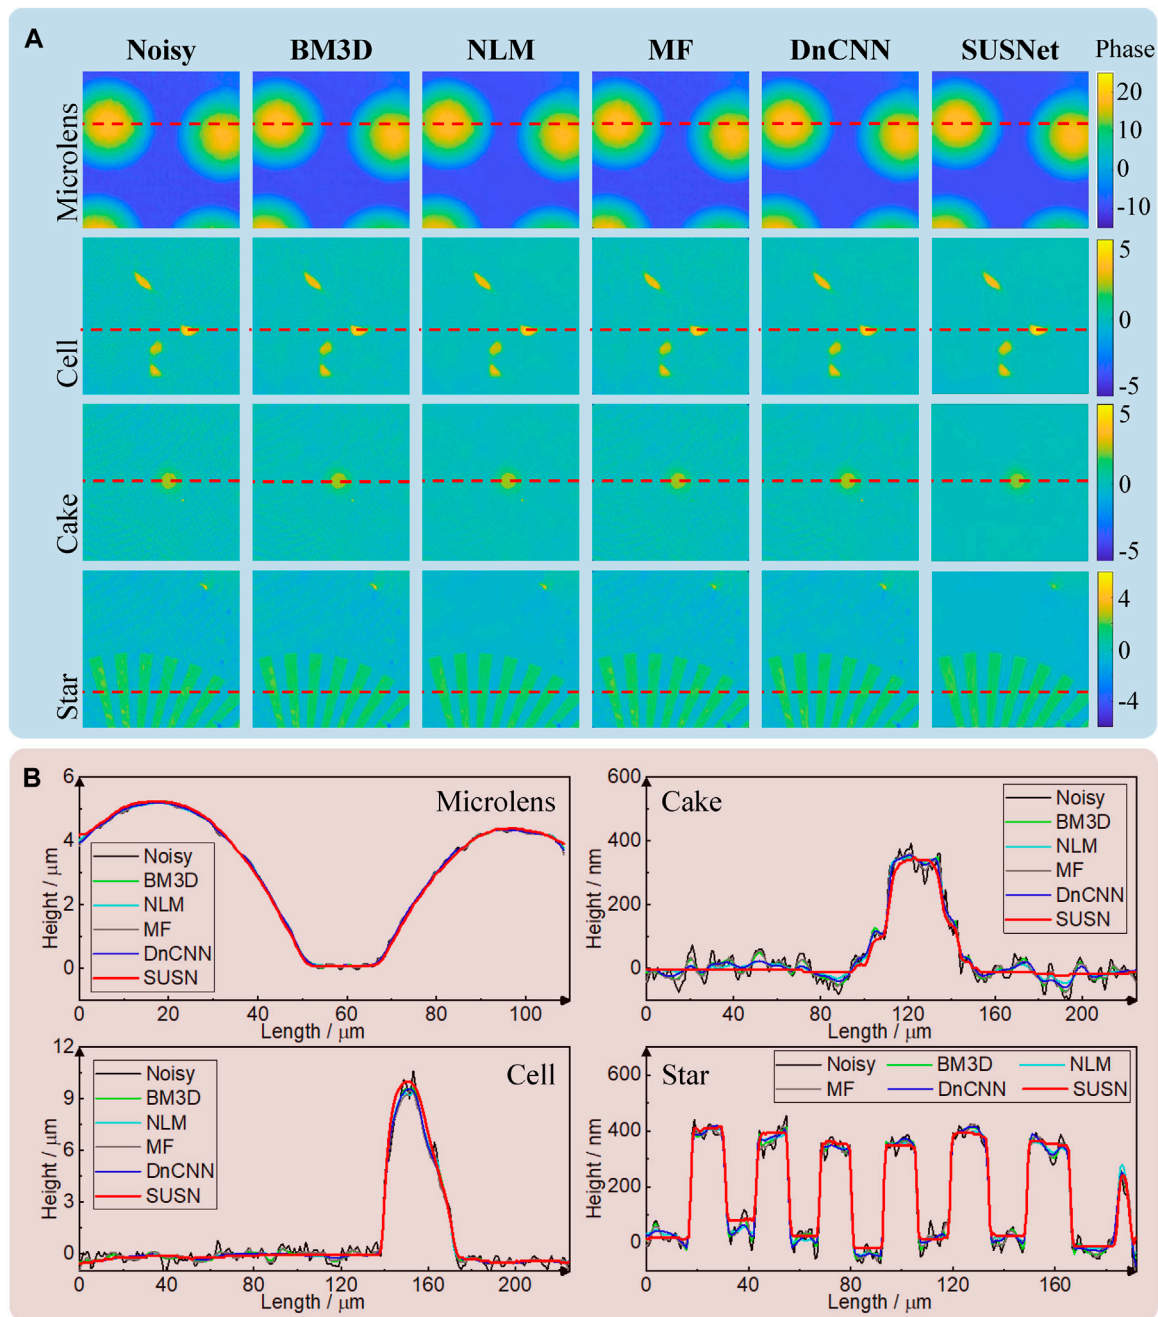 A
Noisy BM3D NLM MF DnCNN SUSNet Phase
Microlens
20
10
0
-10
Cell
5
0
-5
Cake
5
0
-5
Star
4
0
-4
B
Microlens
Height / μm
6
4
2
0
Noisy
BM3D
NLM
MF
DnCNN
SUSN
0 20 40 60 80 100
Length / μm
Cake
Height / nm
600
400
200
0
Noisy
BM3D
NLM
MF
DnCNN
SUSN
0 40 80 120 160 200
Length / μm
Cell
Height / μm
12
9
6
3
0
Noisy
BM3D
NLM
MF
DnCNN
SUSN
0 40 80 120 160 200
Length / μm
Star
Height / nm
600
400
200
0
Noisy BM3D NLM
MF DnCNN SUSN
0 40 80 120 160
Length / μm